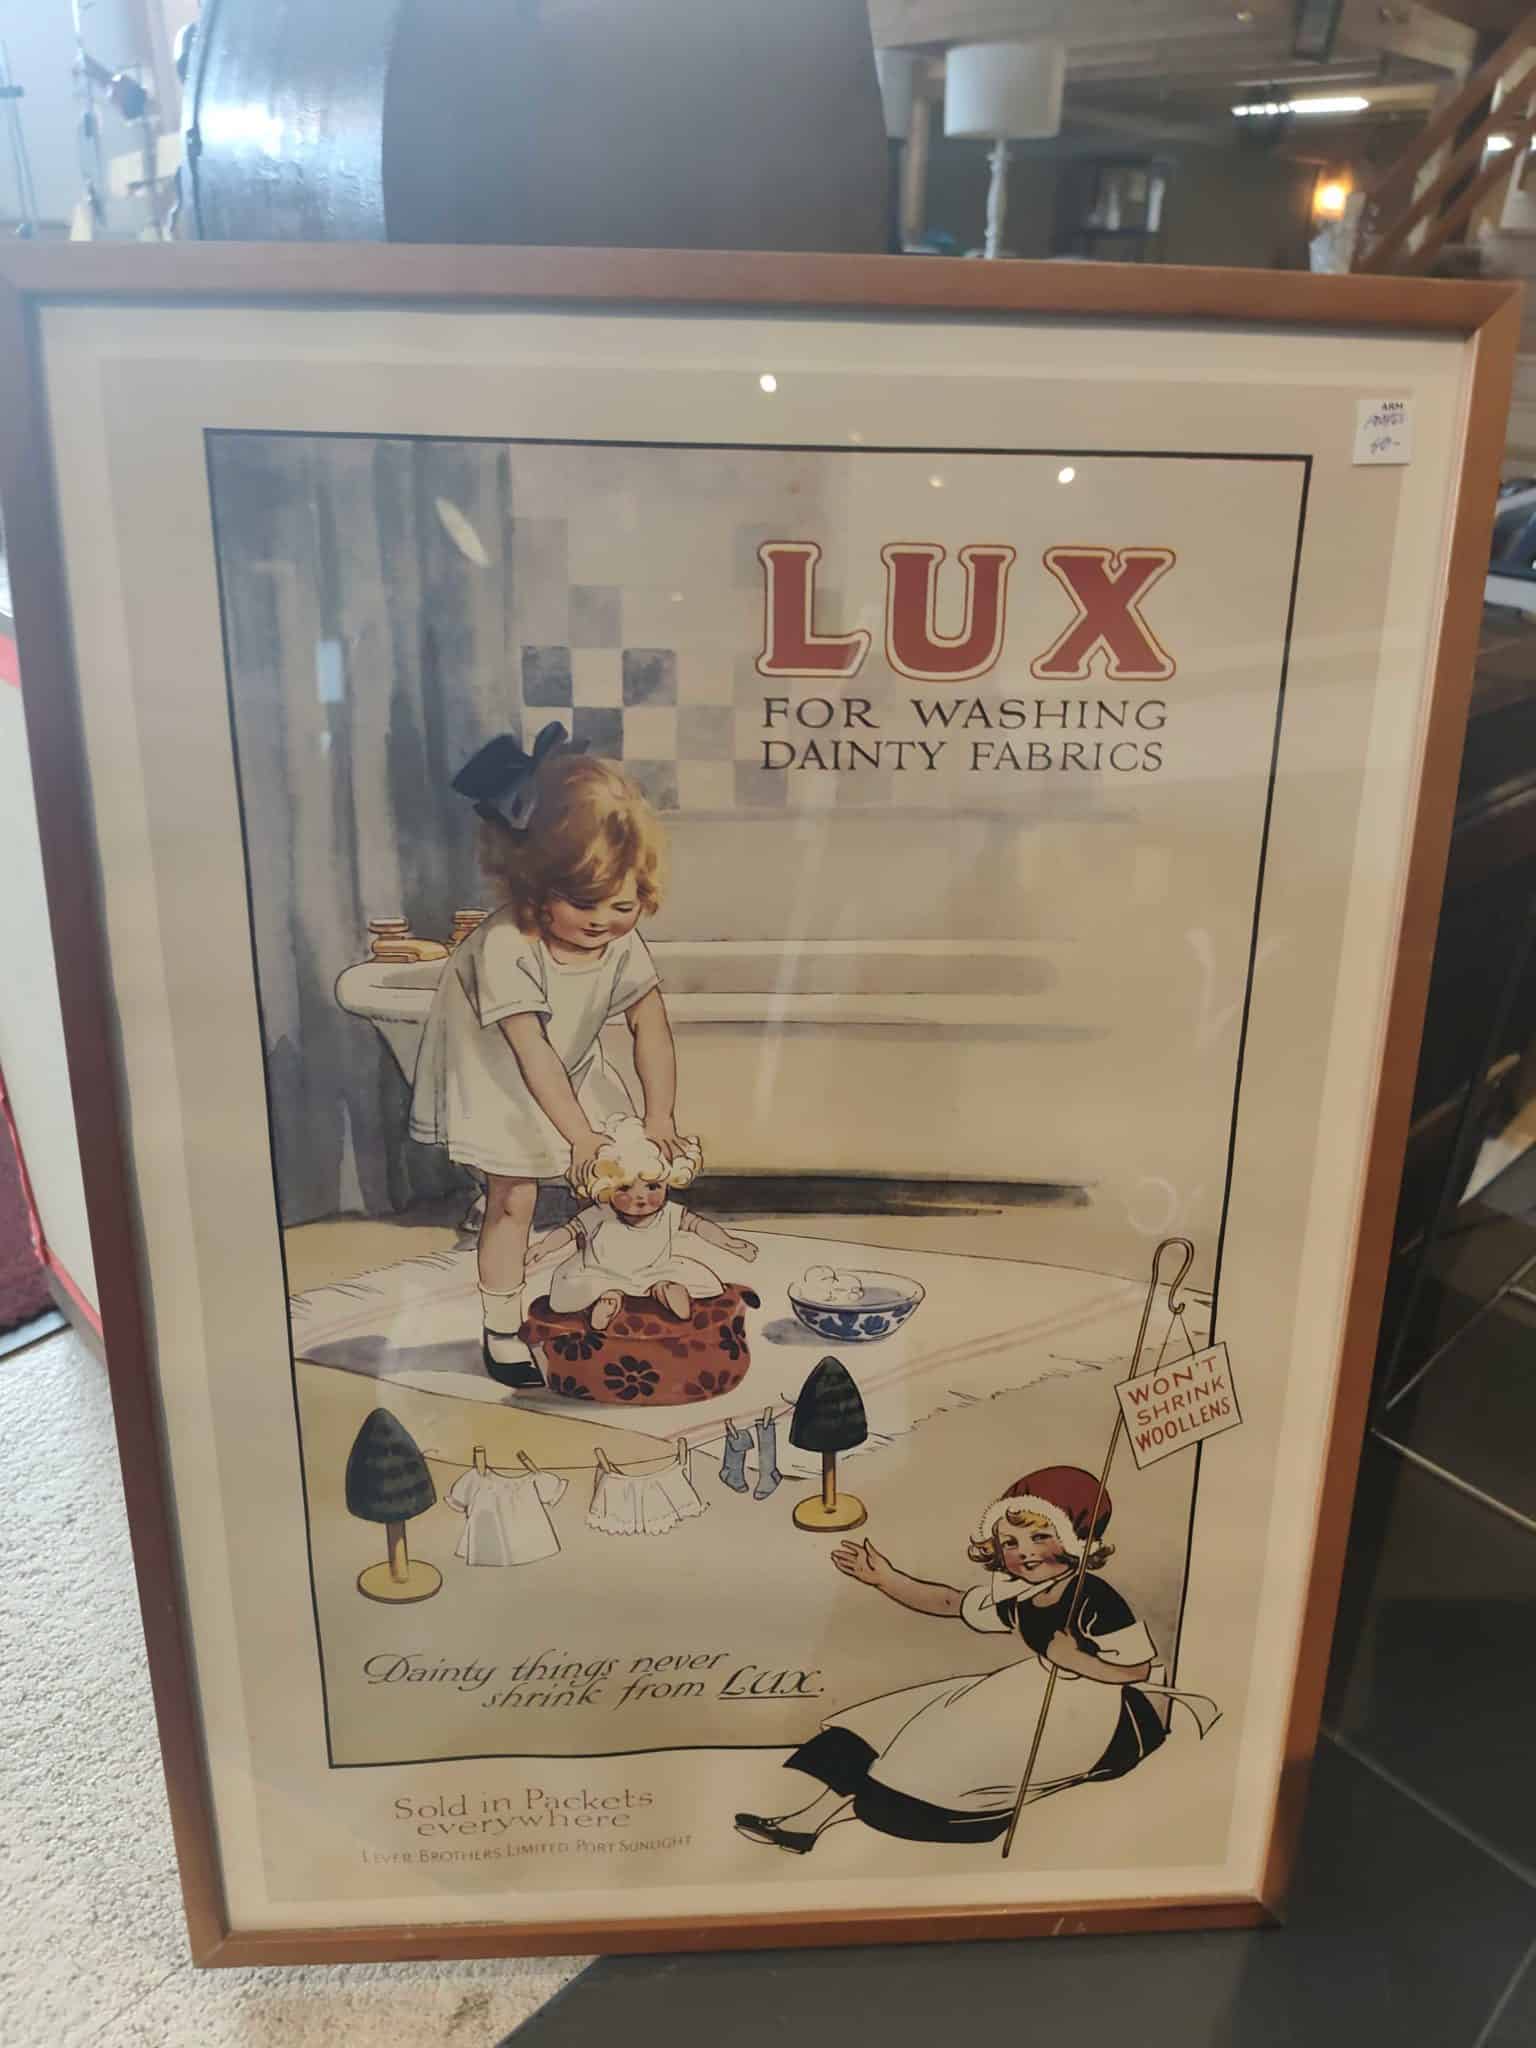 ARM
LUX
FOR WASHING
DAINTY FABRICS
WON'T
SHRINK
WOOLLENS
Dainty things never
shrink from LUX.
Sold in Packets
everywhere
LEVER BROTHERS LIMITED PORT SUNLIGHT